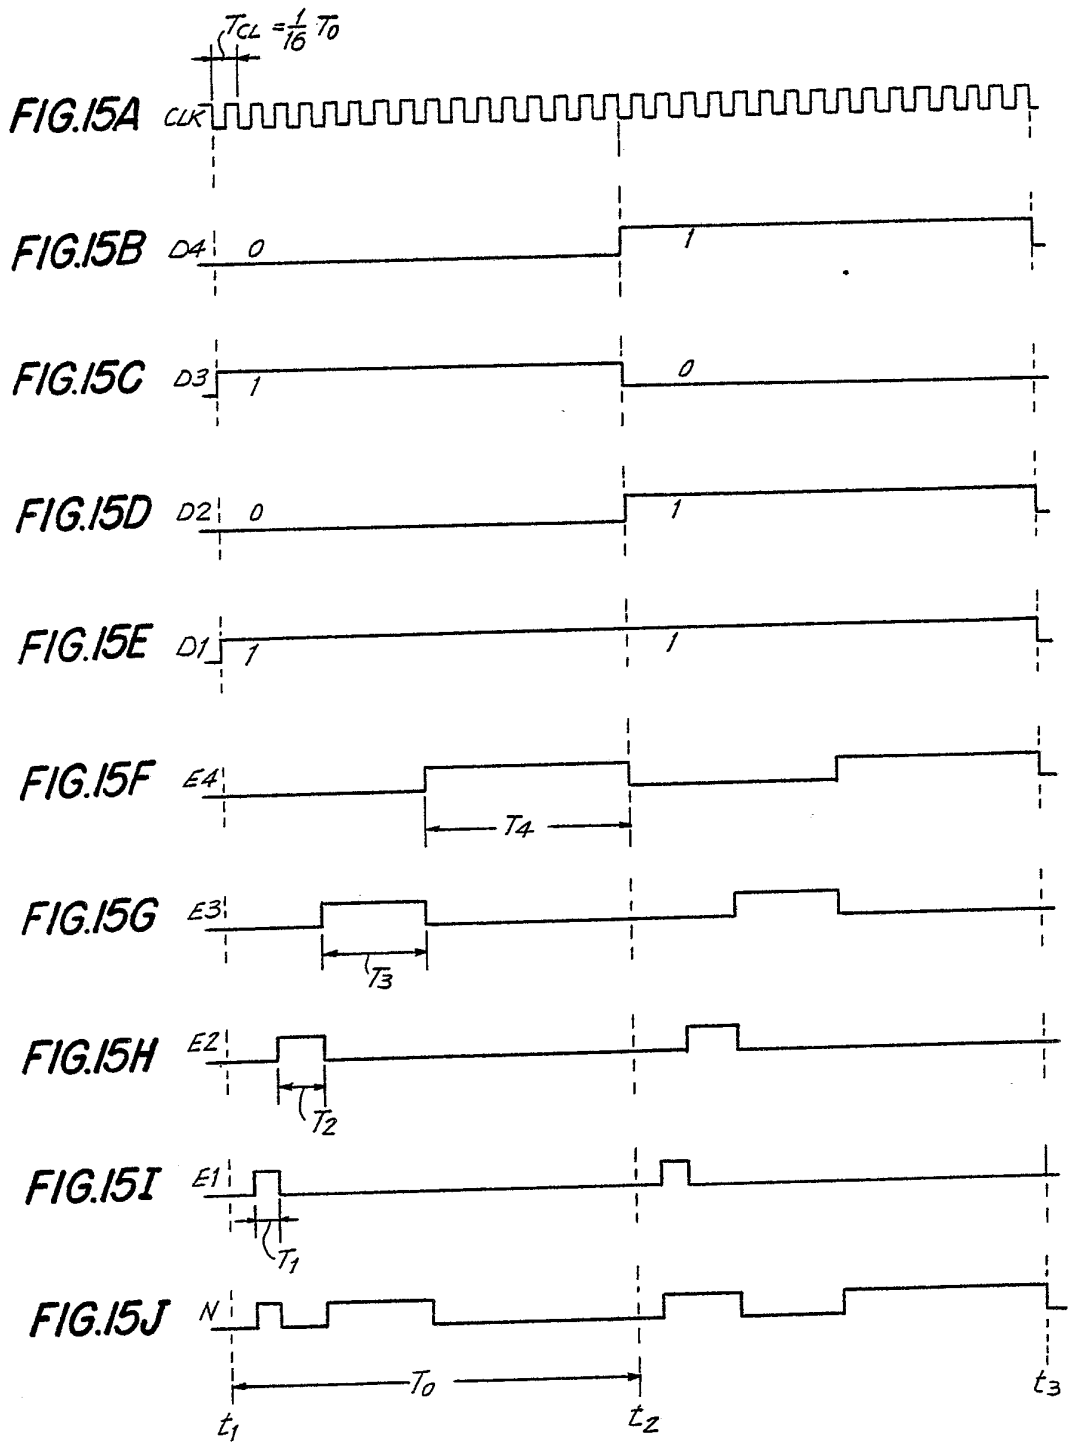 TCL = 1/16 T0
FIG.15A CLK
FIG.15B D4 0 1
FIG.15C D3 1 0
FIG.15D D2 0 1
FIG.15E D1 1 1
FIG.15F E4
T4
FIG.15G E3
T3
FIG.15H E2
T2
FIG.15I E1
T1
FIG.15J N
T0
t1 t2 t3